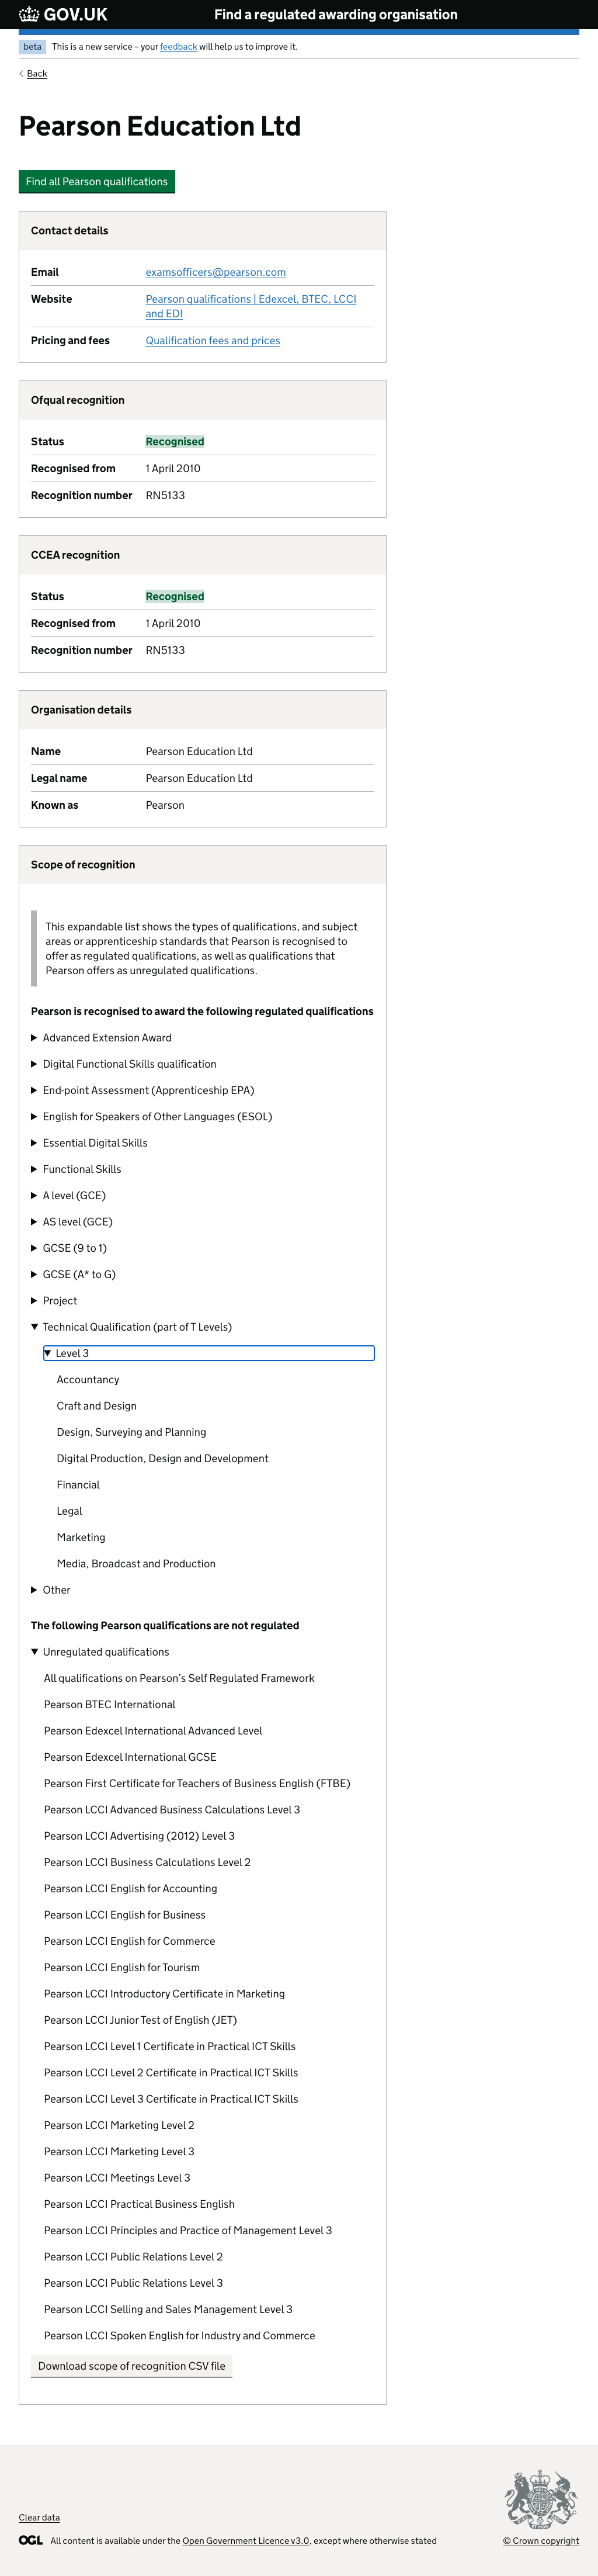 GOV.UK
Find a regulated awarding organisation
beta This is a new service – your feedback will help us to improve it.
Back
Pearson Education Ltd
Find all Pearson qualifications
Contact details
Email examsofficers@pearson.com
Website Pearson qualifications | Edexcel, BTEC, LCCI
and EDI
Pricing and fees Qualification fees and prices
Ofqual recognition
Status Recognised
Recognised from 1 April 2010
Recognition number RN5133
CCEA recognition
Status Recognised
Recognised from 1 April 2010
Recognition number RN5133
Organisation details
Name Pearson Education Ltd
Legal name Pearson Education Ltd
Known as Pearson
Scope of recognition
This expandable list shows the types of qualifications, and subject
areas or apprenticeship standards that Pearson is recognised to
offer as regulated qualifications, as well as qualifications that
Pearson offers as unregulated qualifications.
Pearson is recognised to award the following regulated qualifications
Advanced Extension Award
Digital Functional Skills qualification
End-point Assessment (Apprenticeship EPA)
English for Speakers of Other Languages (ESOL)
Essential Digital Skills
Functional Skills
A level (GCE)
AS level (GCE)
GCSE (9 to 1)
GCSE (A* to G)
Project
Technical Qualification (part of T Levels)
Level 3
Accountancy
Craft and Design
Design, Surveying and Planning
Digital Production, Design and Development
Financial
Legal
Marketing
Media, Broadcast and Production
Other
The following Pearson qualifications are not regulated
Unregulated qualifications
All qualifications on Pearson's Self Regulated Framework
Pearson BTEC International
Pearson Edexcel International Advanced Level
Pearson Edexcel International GCSE
Pearson First Certificate for Teachers of Business English (FTBE)
Pearson LCCI Advanced Business Calculations Level 3
Pearson LCCI Advertising (2012) Level 3
Pearson LCCI Business Calculations Level 2
Pearson LCCI English for Accounting
Pearson LCCI English for Business
Pearson LCCI English for Commerce
Pearson LCCI English for Tourism
Pearson LCCI Introductory Certificate in Marketing
Pearson LCCI Junior Test of English (JET)
Pearson LCCI Level 1 Certificate in Practical ICT Skills
Pearson LCCI Level 2 Certificate in Practical ICT Skills
Pearson LCCI Level 3 Certificate in Practical ICT Skills
Pearson LCCI Marketing Level 2
Pearson LCCI Marketing Level 3
Pearson LCCI Meetings Level 3
Pearson LCCI Practical Business English
Pearson LCCI Principles and Practice of Management Level 3
Pearson LCCI Public Relations Level 2
Pearson LCCI Public Relations Level 3
Pearson LCCI Selling and Sales Management Level 3
Pearson LCCI Spoken English for Industry and Commerce
Download scope of recognition CSV file
Clear data
OGL All content is available under the Open Government Licence v3.0, except where otherwise stated
© Crown copyright